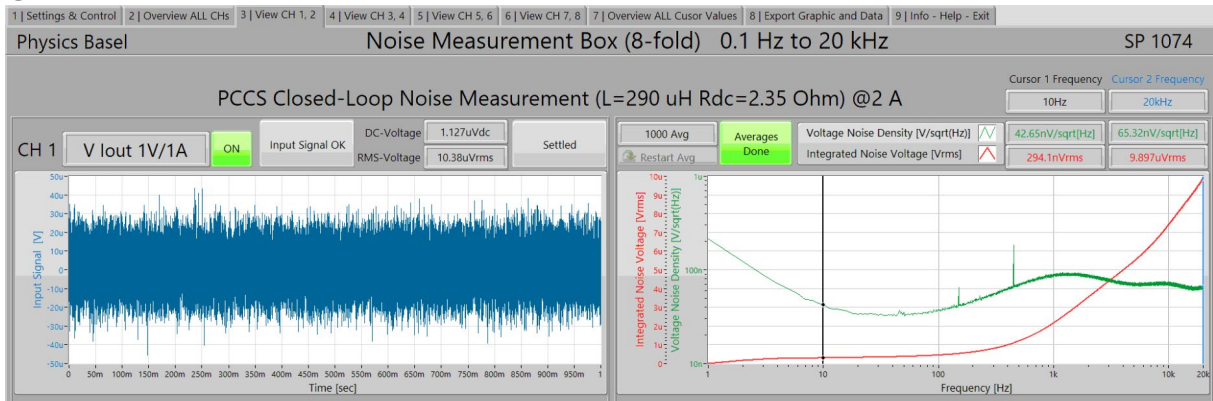 1 | Settings & Control 2 | Overview ALL CHs 3 | View CH 1, 2 4 | View CH 3, 4 5 | View CH 5, 6 6 | View CH 7, 8 7 | Overview ALL Cusor Values 8 | Export Graphic and Data 9 | Info - Help - Exit
Physics Basel Noise Measurement Box (8-fold) 0.1 Hz to 20 kHz SP 1074
PCCS Closed-Loop Noise Measurement (L=290 uH Rdc=2.35 Ohm) @2 A
Cursor 1 Frequency Cursor 2 Frequency
10Hz 20kHz
CH 1 V Iout 1V/1A ON Input Signal OK
DC-Voltage 1.127uVdc
RMS-Voltage 10.38uVrms
Settled
1000 Avg
Restart Avg
Averages
Done
Voltage Noise Density [V/sqrt(Hz)]
Integrated Noise Voltage [Vrms]
42.65nV/sqrt[Hz] 65.32nV/sqrt[Hz]
294.1nVrms 9.897uVrms
Input Signal [V]
50u
40u
30u
20u
10u
0
-10u
-20u
-30u
-40u
-50u
0 50m 100m 150m 200m 250m 300m 350m 400m 450m 500m 550m 600m 650m 700m 750m 800m 850m 900m 950m 1
Time [sec]
Integrated Noise Voltage [Vrms]
10u
9u
8u
7u
6u
5u
4u
3u
2u
1u
0
Voltage Noise Density [V/sqrt(Hz)]
1u
100n
10n
1 10 100 1k 10k 20k
Frequency [Hz]